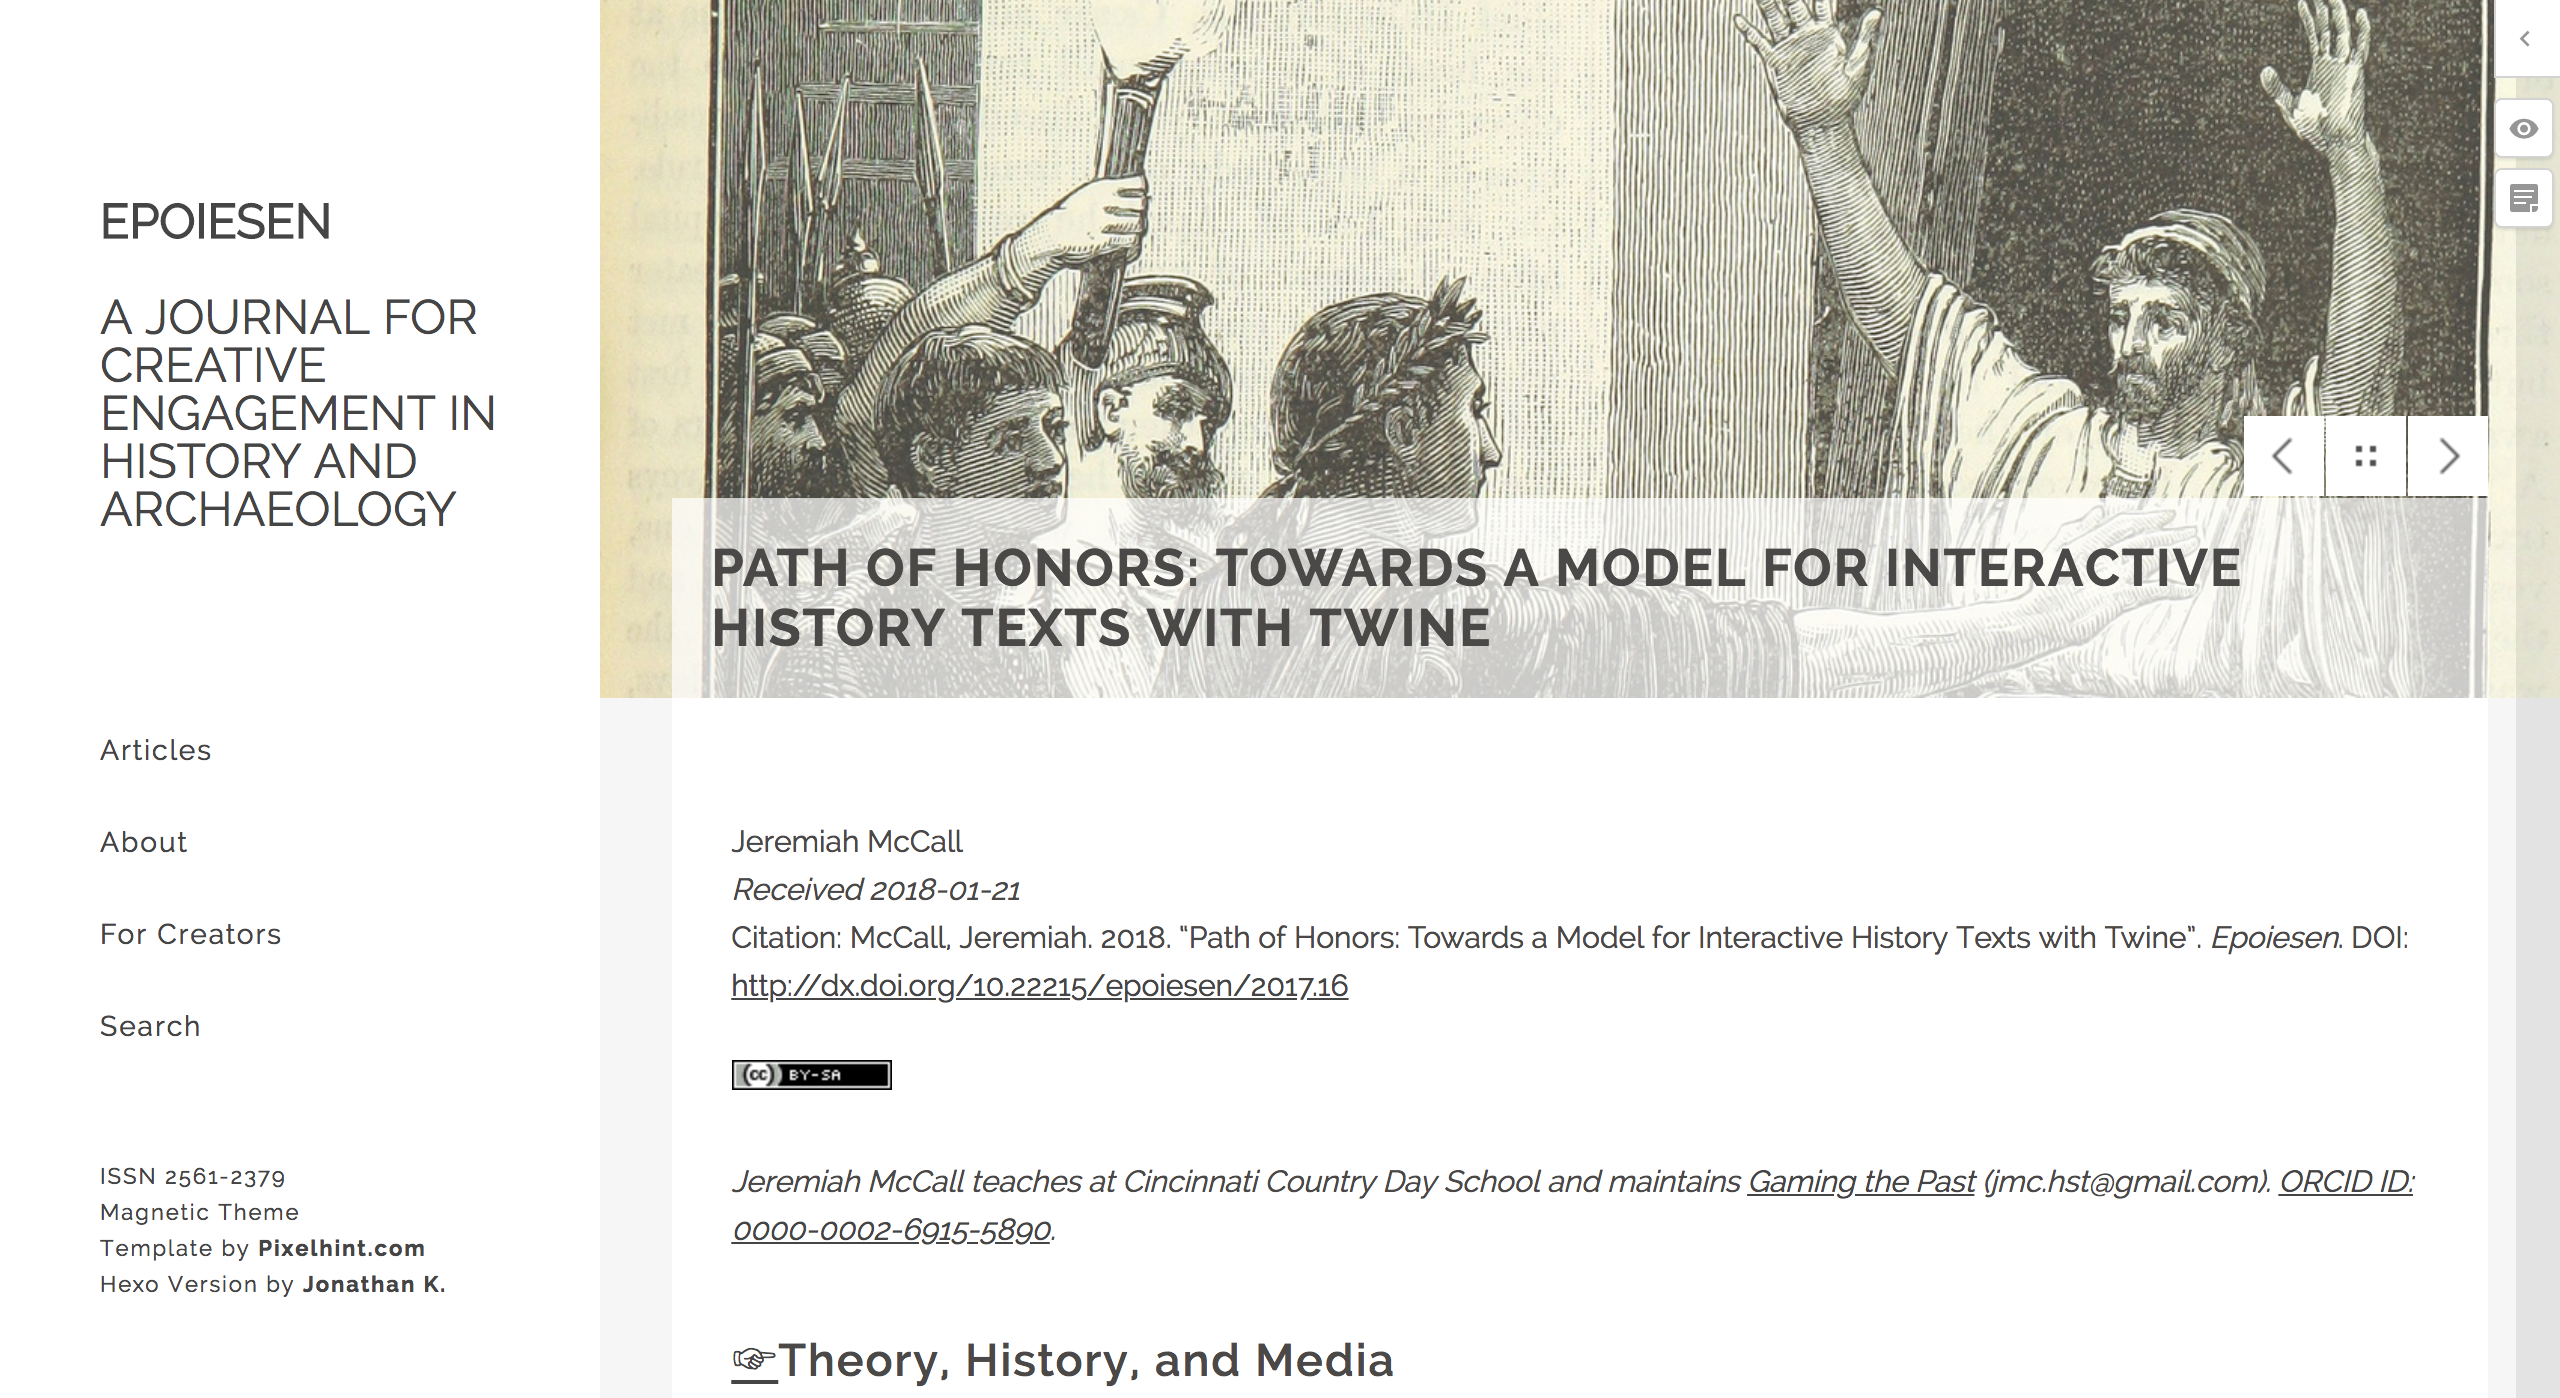 EPOIESEN
A JOURNAL FOR
CREATIVE
ENGAGEMENT IN
HISTORY AND
ARCHAEOLOGY
Articles
About
For Creators
Search
ISSN 2561-2379
Magnetic Theme
Template by Pixelhint.com
Hexo Version by Jonathan K.
PATH OF HONORS: TOWARDS A MODEL FOR INTERACTIVE
HISTORY TEXTS WITH TWINE
Jeremiah McCall
Received 2018-01-21
Citation: McCall, Jeremiah. 2018. “Path of Honors: Towards a Model for Interactive History Texts with Twine”. Epoiesen. DOI:
http://dx.doi.org/10.22215/epoiesen/2017.16
(cc) BY-SA
Jeremiah McCall teaches at Cincinnati Country Day School and maintains Gaming the Past (jmc.hst@gmail.com). ORCID ID:
0000-0002-6915-5890.
☞Theory, History, and Media